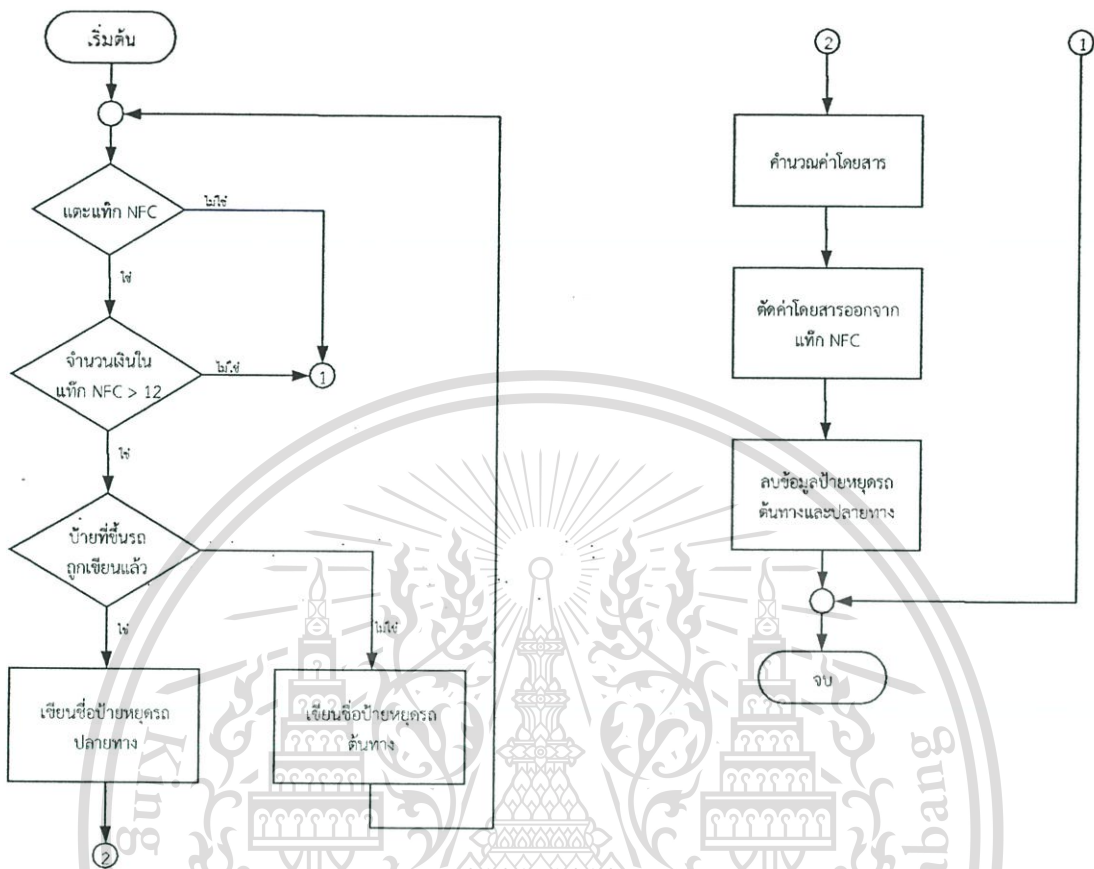 เริ่มต้น
แตะแท็ก NFC
ไม่ใช่
ใช่
จำนวนเงินใน
แท็ก NFC > 12
ไม่ใช่
1
ใช่
ป้ายที่ขึ้นรถ
ถูกเขียนแล้ว
ใช่
ไม่ใช่
เขียนชื่อป้ายหยุดรถ
ปลายทาง
เขียนชื่อป้ายหยุดรถ
ต้นทาง
2
2
1
คำนวณค่าโดยสาร
ตัดค่าโดยสารออกจาก
แท็ก NFC
ลบข้อมูลป้ายหยุดรถ
ต้นทางและปลายทาง
จบ
King